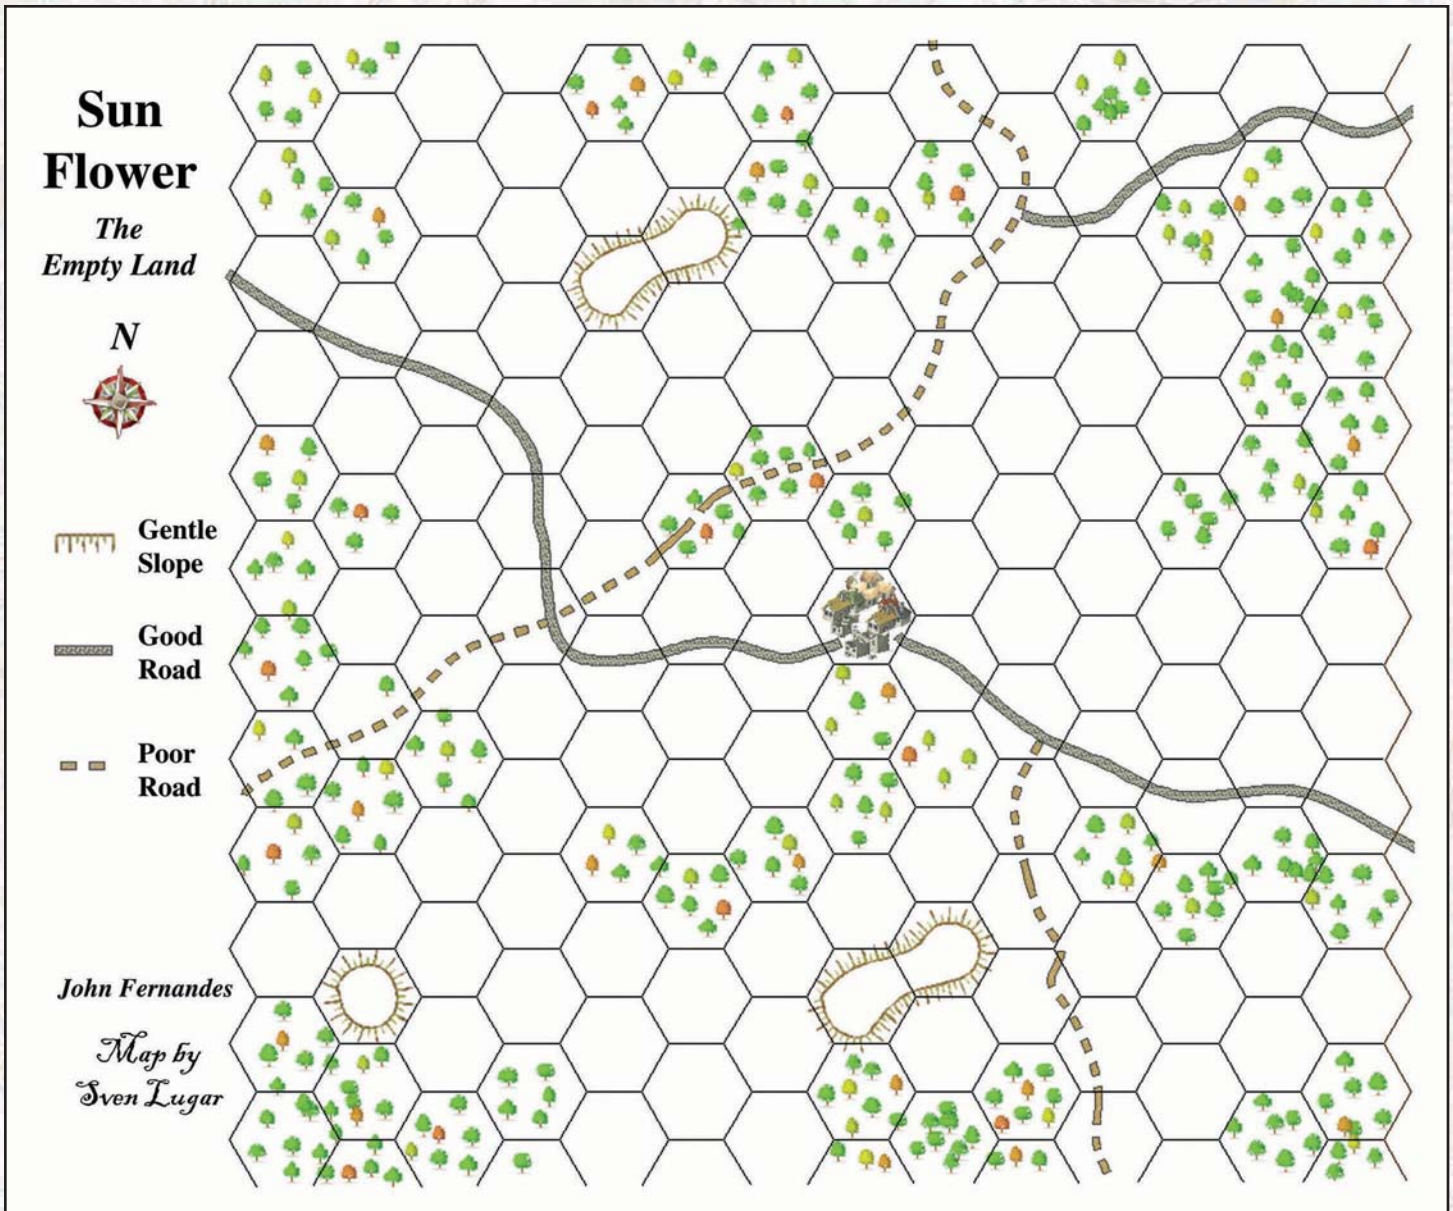 Sun
Flower
The
Empty Land
N
Gentle
Slope
Good
Road
Poor
Road
John Fernandes
Map by
Sven Lugar